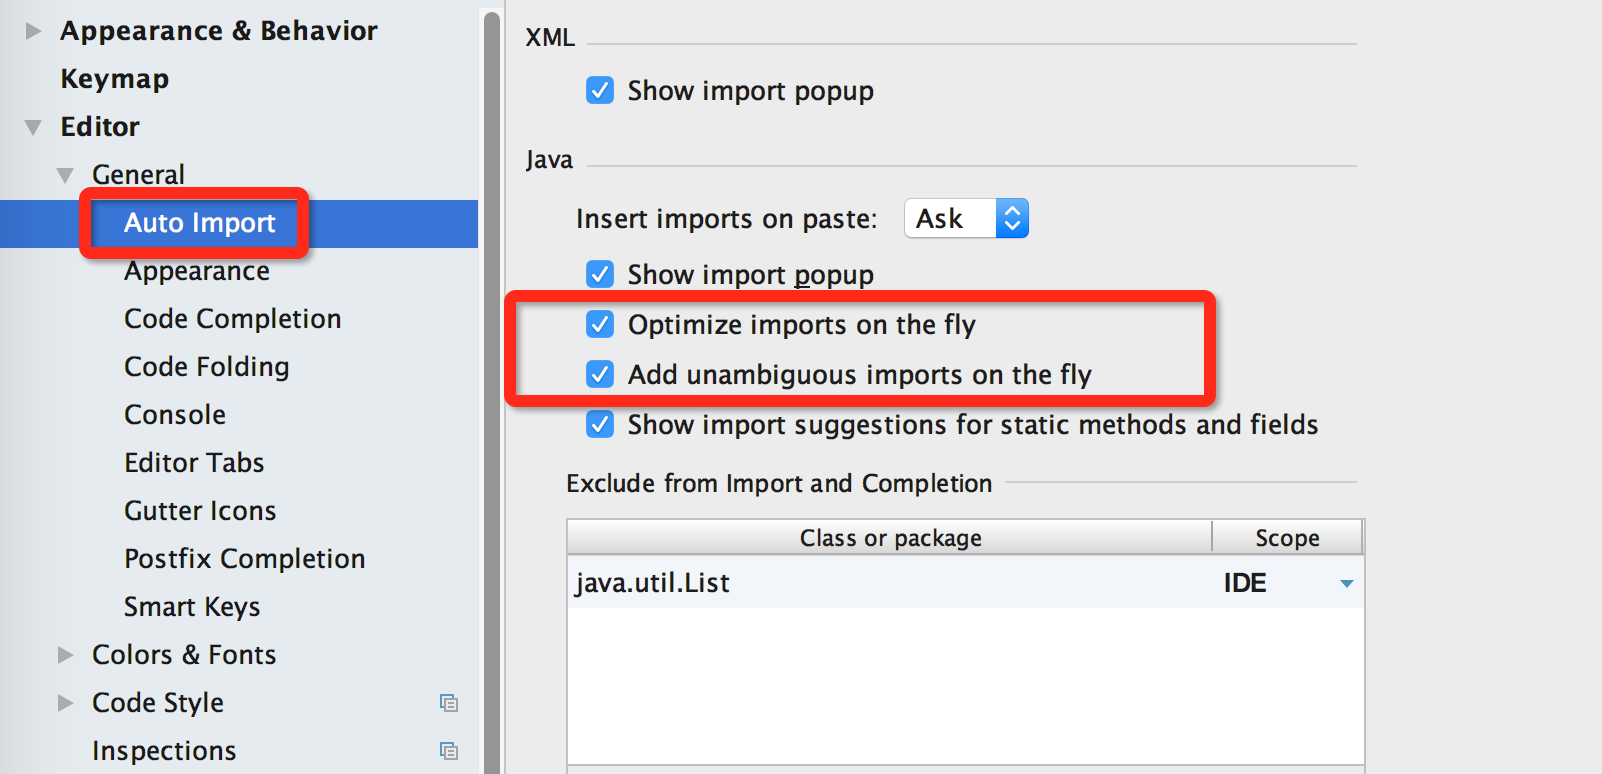 Appearance & Behavior
Keymap
Editor
General
Auto Import
Appearance
Code Completion
Code Folding
Console
Editor Tabs
Gutter Icons
Postfix Completion
Smart Keys
Colors & Fonts
Code Style
Inspections
XML
Show import popup
Java
Insert imports on paste: Ask
Show import popup
Optimize imports on the fly
Add unambiguous imports on the fly
Show import suggestions for static methods and fields
Exclude from Import and Completion
Class or package Scope
java.util.List IDE